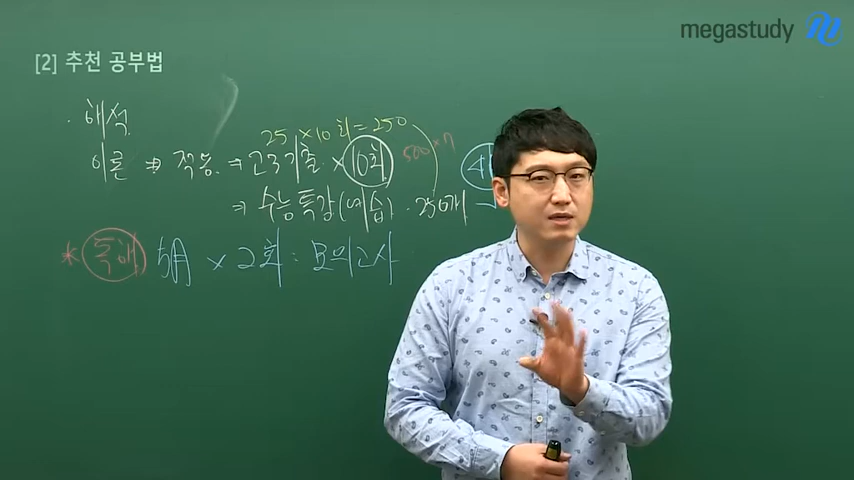 megastudy
[2] 추천 공부법
· 해석
25 × 10회 = 250
이론 ⇒ 적용 ⇒ 고3기출 × 10회 500 × n
⇒ 수능특강(예습) · 250개
* 독해 5月 × 2회 : 모의고사